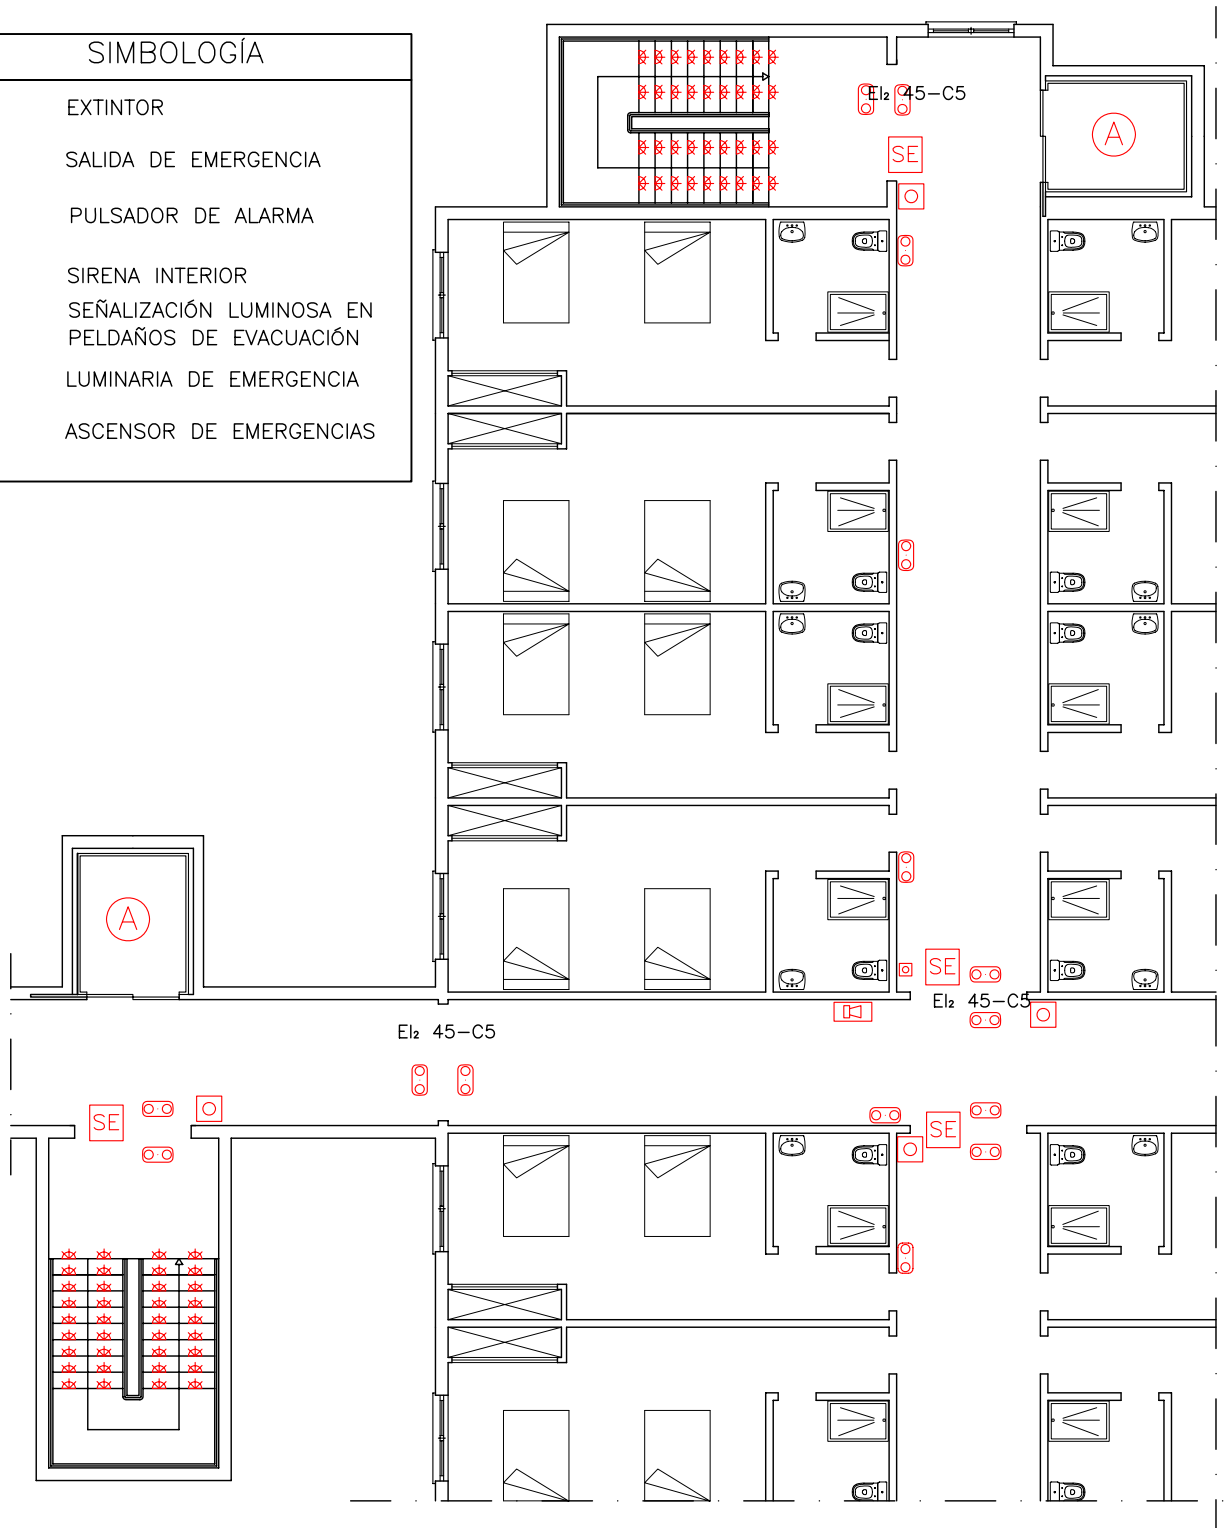 SIMBOLOGÍA
EXTINTOR
SALIDA DE EMERGENCIA
PULSADOR DE ALARMA
SIRENA INTERIOR
SEÑALIZACIÓN LUMINOSA EN
PELDAÑOS DE EVACUACIÓN
LUMINARIA DE EMERGENCIA
ASCENSOR DE EMERGENCIAS
EI₂ 45-C5
A
SE
A
SE
EI₂ 45-C5
EI₂ 45-C5
SE
SE